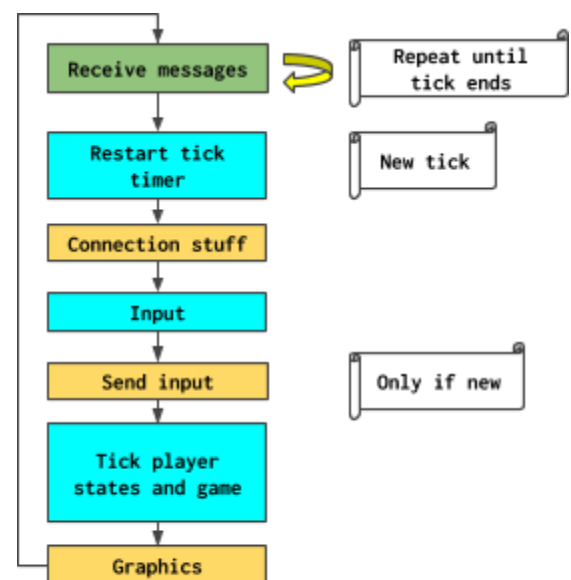 Receive messages
Repeat until
tick ends
Restart tick
timer
New tick
Connection stuff
Input
Send input
Only if new
Tick player
states and game
Graphics